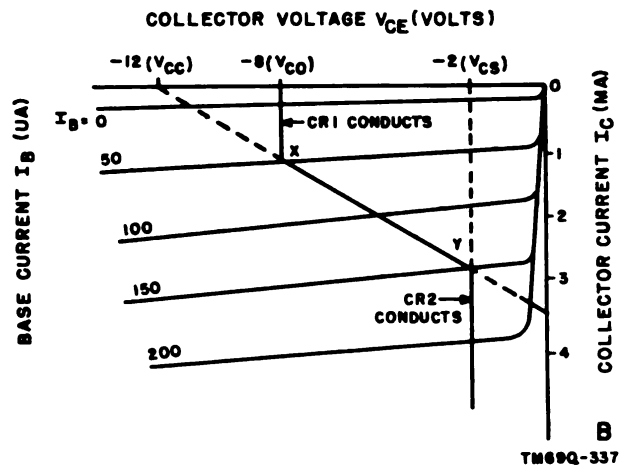 COLLECTOR VOLTAGE VCE (VOLTS)
-12 (VCC)
-8 (VCO)
-2 (VCS)
BASE CURRENT IB (UA)
COLLECTOR CURRENT IC (MA)
IB = 0
50
100
150
200
0
1
2
3
4
CR1 CONDUCTS
X
Y
CR2
CONDUCTS
B
TM69Q-337